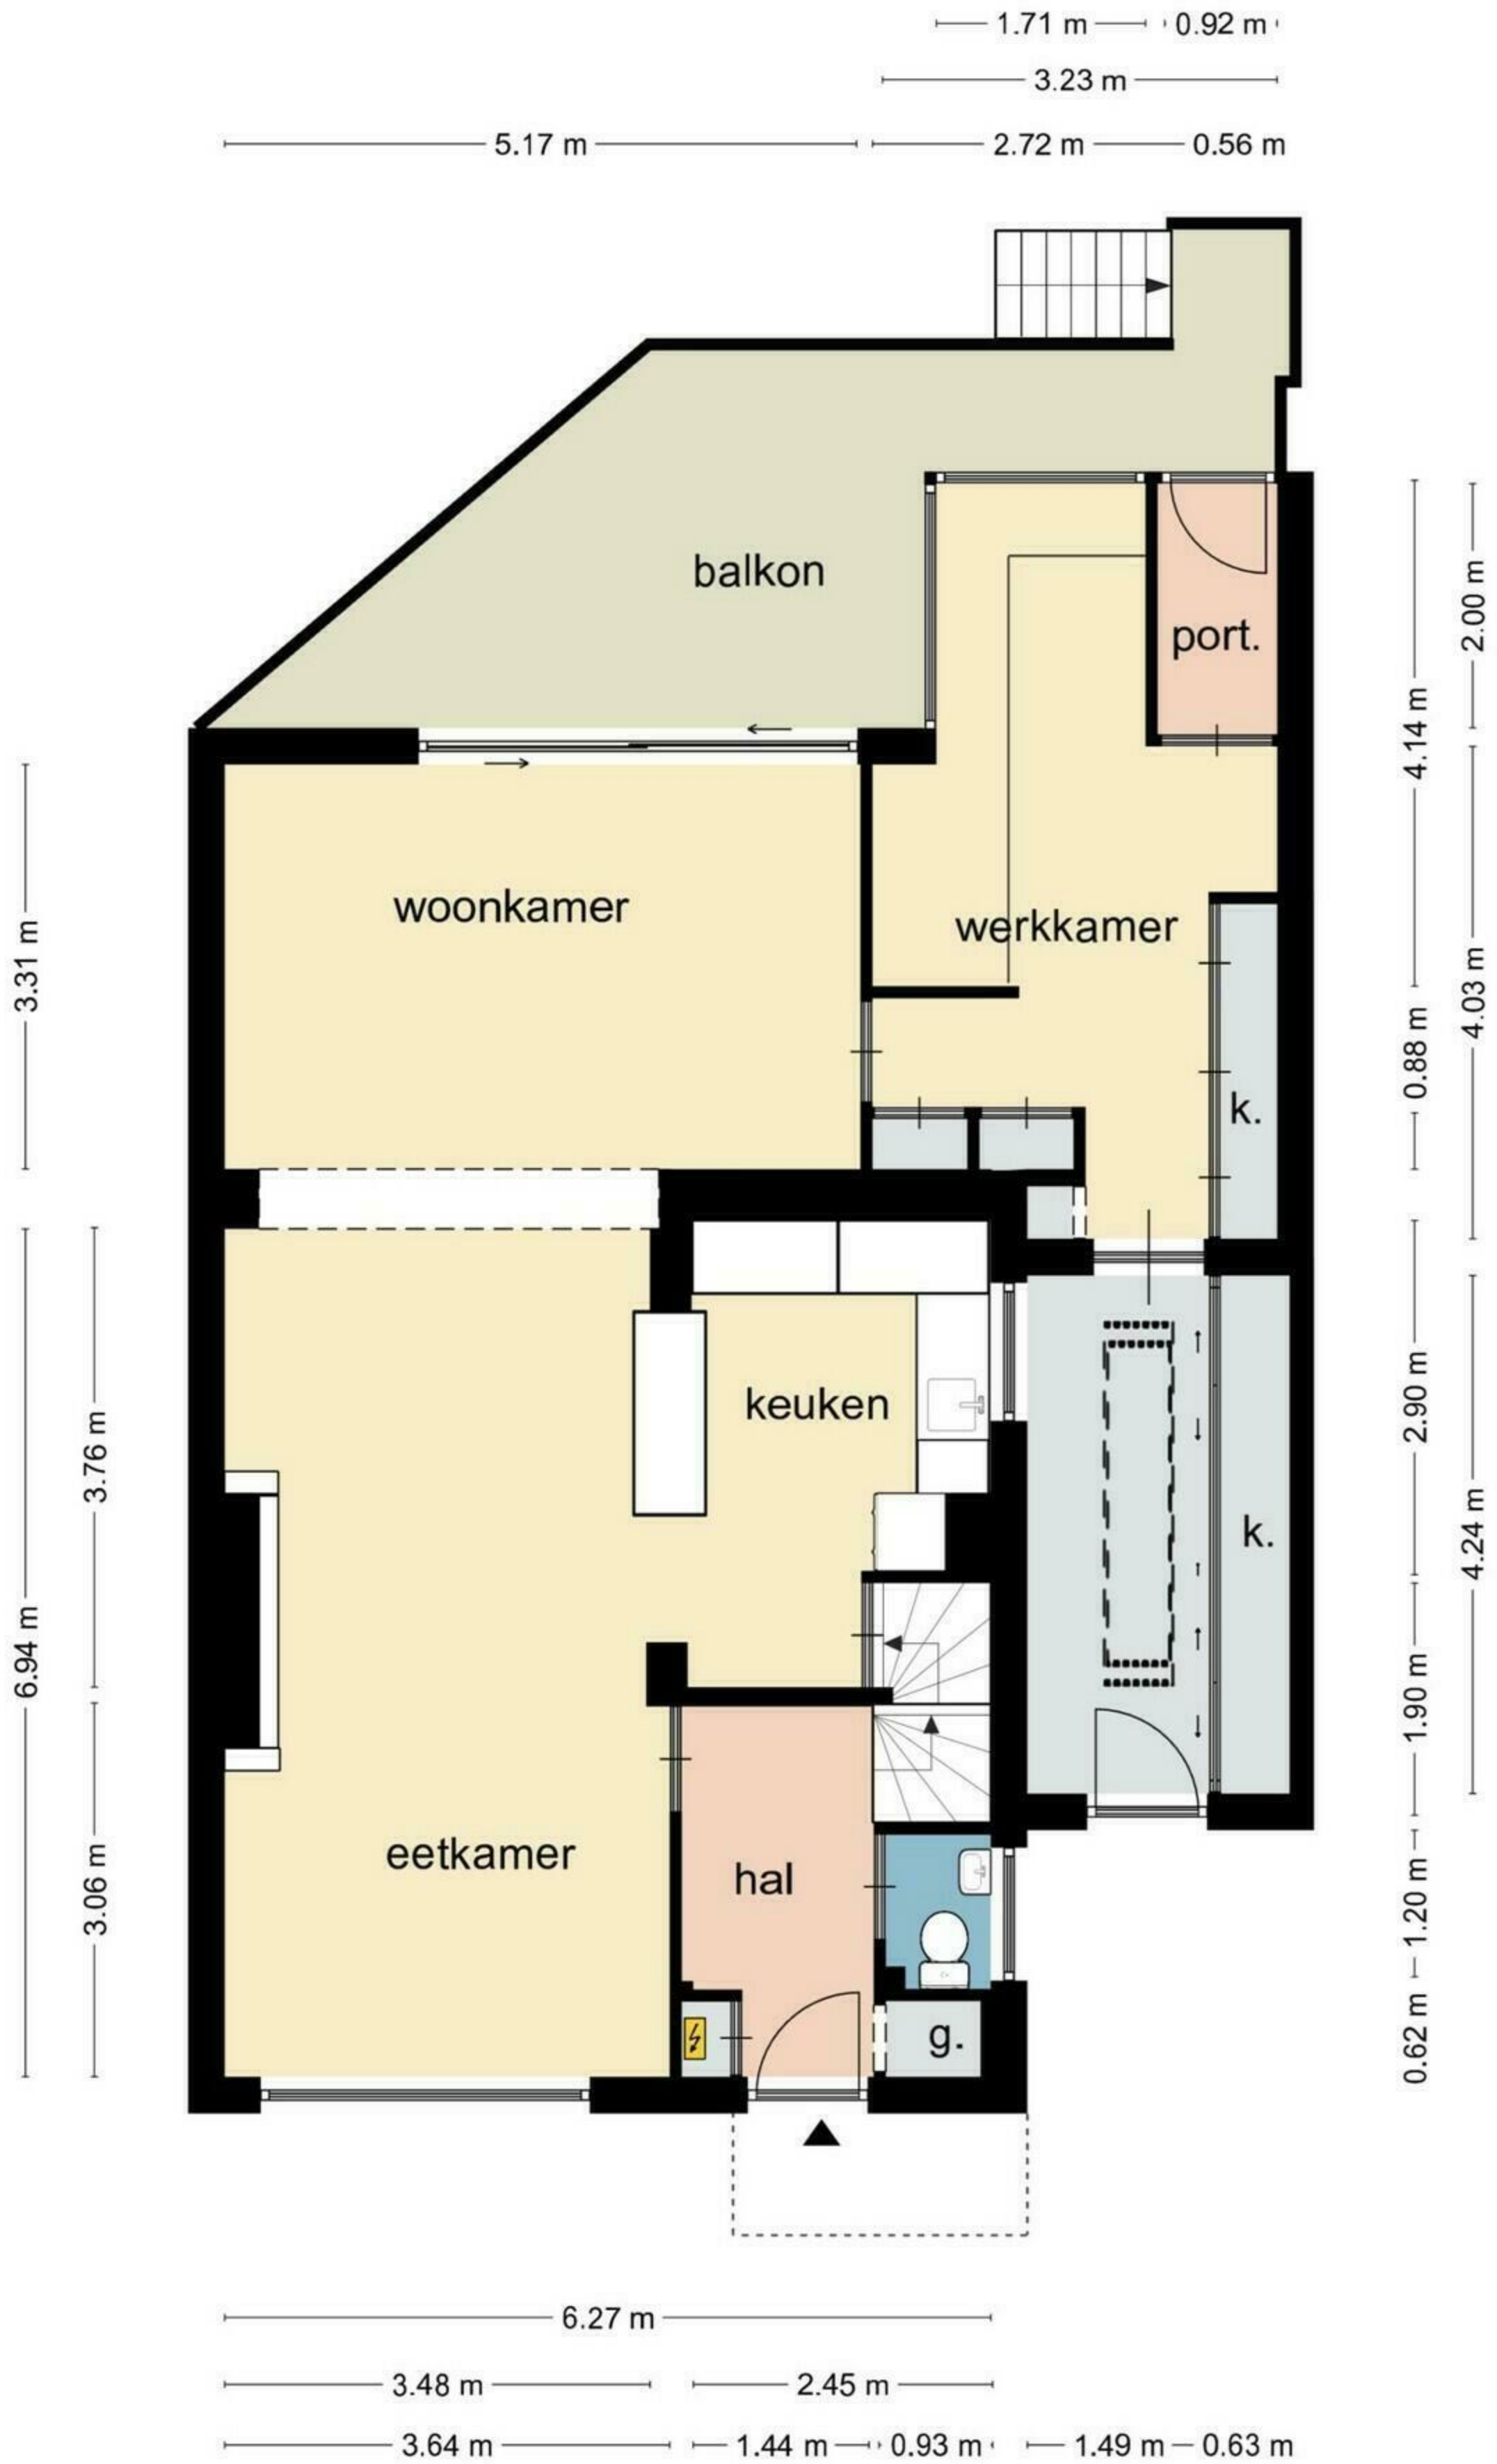 1.71 m 0.92 m
3.23 m
5.17 m 2.72 m 0.56 m
balkon
port.
2.00 m
4.14 m
woonkamer
werkkamer
3.31 m
4.03 m
0.88 m
k.
keuken
2.90 m
3.76 m
k.
4.24 m
6.94 m
1.90 m
eetkamer
hal
3.06 m
1.20 m
g.
0.62 m
6.27 m
3.48 m 2.45 m
3.64 m 1.44 m 0.93 m 1.49 m 0.63 m